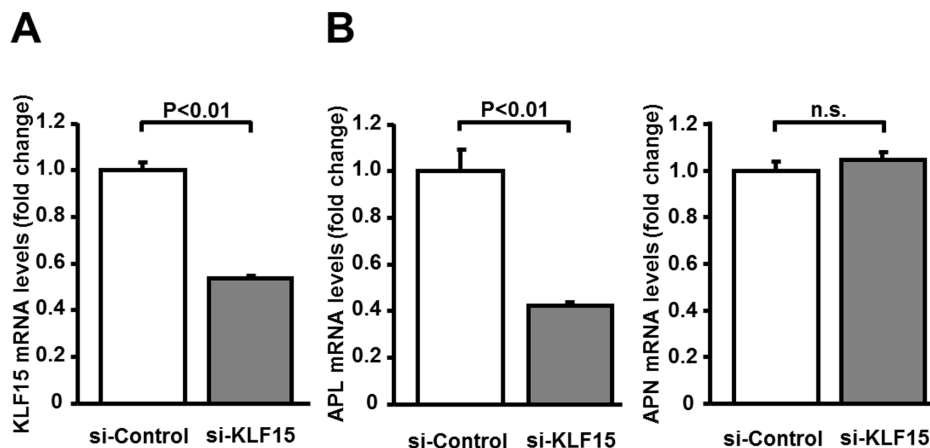 A
KLF15 mRNA levels (fold change)
P<0.01
1.2
1.0
0.8
0.6
0.4
0.2
0
si-Control si-KLF15
B
APL mRNA levels (fold change)
P<0.01
1.2
1.0
0.8
0.6
0.4
0.2
0
si-Control si-KLF15
APN mRNA levels (fold change)
n.s.
1.2
1.0
0.8
0.6
0.4
0.2
0
si-Control si-KLF15